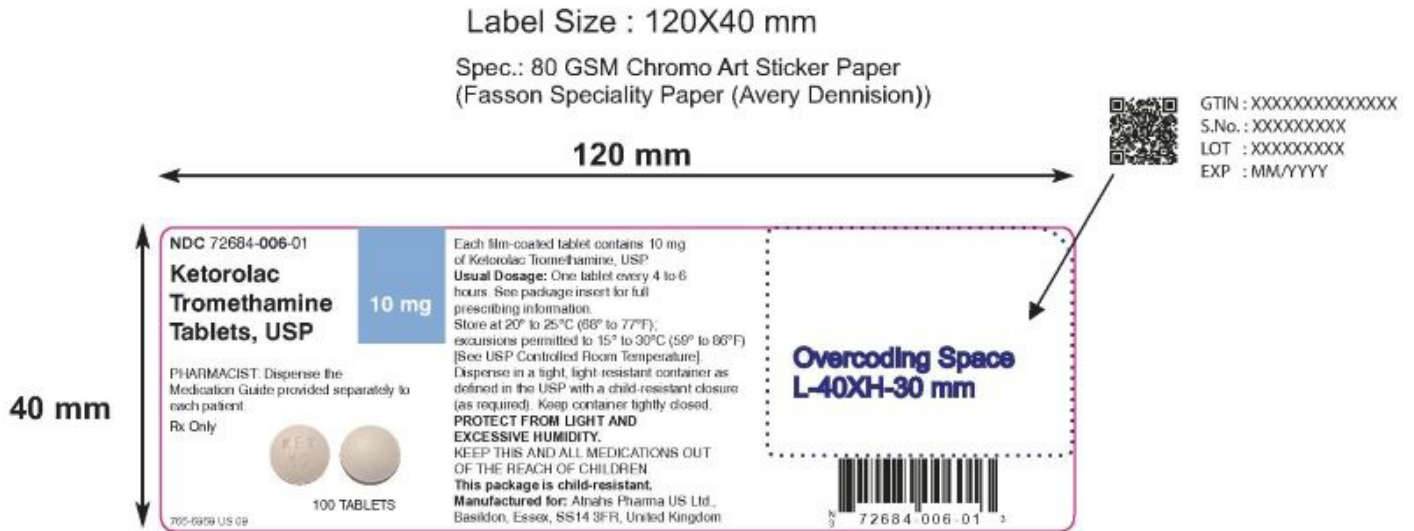 Label Size : 120X40 mm
Spec.: 80 GSM Chromo Art Sticker Paper
(Fasson Speciality Paper (Avery Dennision))
GTIN : XXXXXXXXXXXXXX
S.No. : XXXXXXXXX
LOT : XXXXXXXXX
EXP : MM/YYYY
120 mm
40 mm
NDC 72684-006-01
Ketorolac
Tromethamine
Tablets, USP
10 mg
PHARMACIST: Dispense the
Medication Guide provided separately to
each patient.
Rx Only
KET
10
100 TABLETS
765-6959 US 09
Each film-coated tablet contains 10 mg
of Ketorolac Tromethamine, USP.
Usual Dosage: One tablet every 4 to 6
hours. See package insert for full
prescribing information.
Store at 20° to 25°C (68° to 77°F);
excursions permitted to 15° to 30°C (59° to 86°F)
[See USP Controlled Room Temperature].
Dispense in a tight, light-resistant container as
defined in the USP with a child-resistant closure
(as required). Keep container tightly closed.
PROTECT FROM LIGHT AND
EXCESSIVE HUMIDITY.
KEEP THIS AND ALL MEDICATIONS OUT
OF THE REACH OF CHILDREN
This package is child-resistant.
Manufactured for: Atnahs Pharma US Ltd.,
Basildon, Essex, SS14 3FR, United Kingdom
Overcoding Space
L-40XH-30 mm
N
3
72684-006-01
3